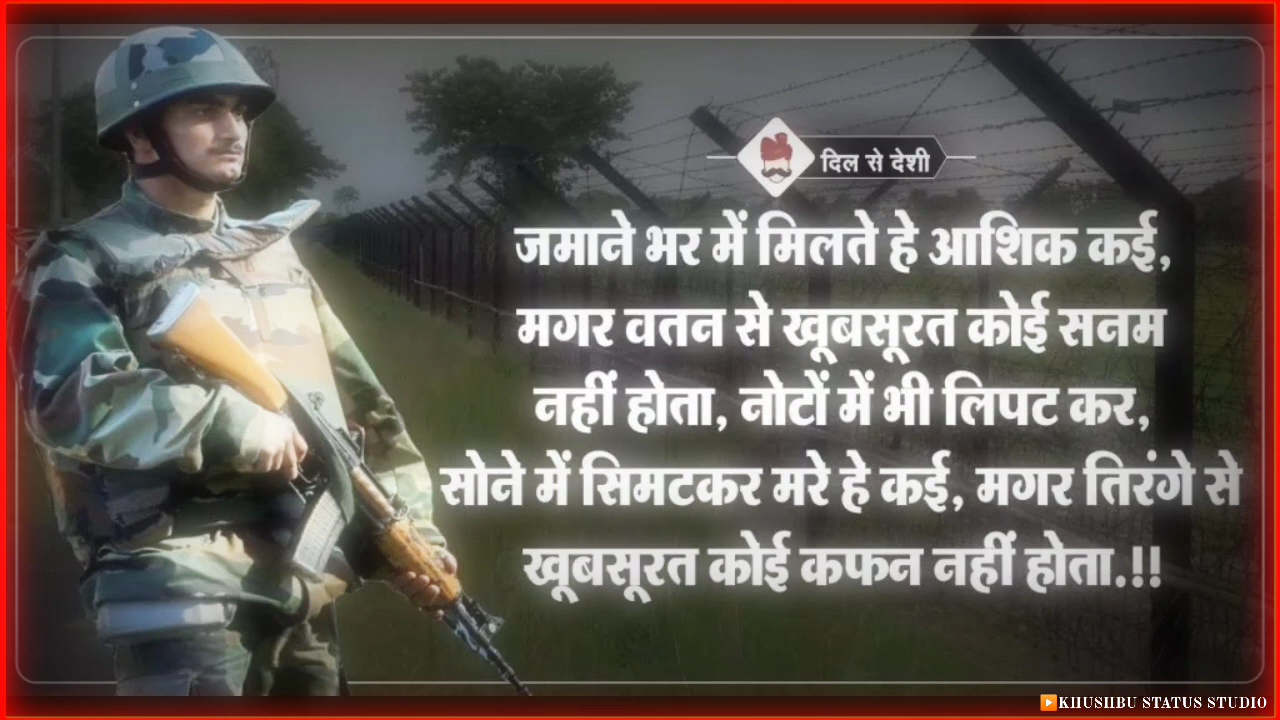 दिल से देशी
जमाने भर में मिलते हे आशिक कई,
मगर वतन से खूबसूरत कोई सनम
नहीं होता, नोटों में भी लिपट कर,
सोने में सिमटकर मरे हे कई, मगर तिरंगे से
खूबसूरत कोई कफन नहीं होता.!!
KHUSHBU STATUS STUDIO